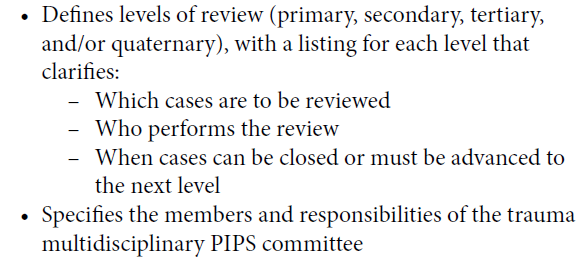 • Defines levels of review (primary, secondary, tertiary,
and/or quaternary), with a listing for each level that
clarifies:
– Which cases are to be reviewed
– Who performs the review
– When cases can be closed or must be advanced to
the next level
• Specifies the members and responsibilities of the trauma
multidisciplinary PIPS committee